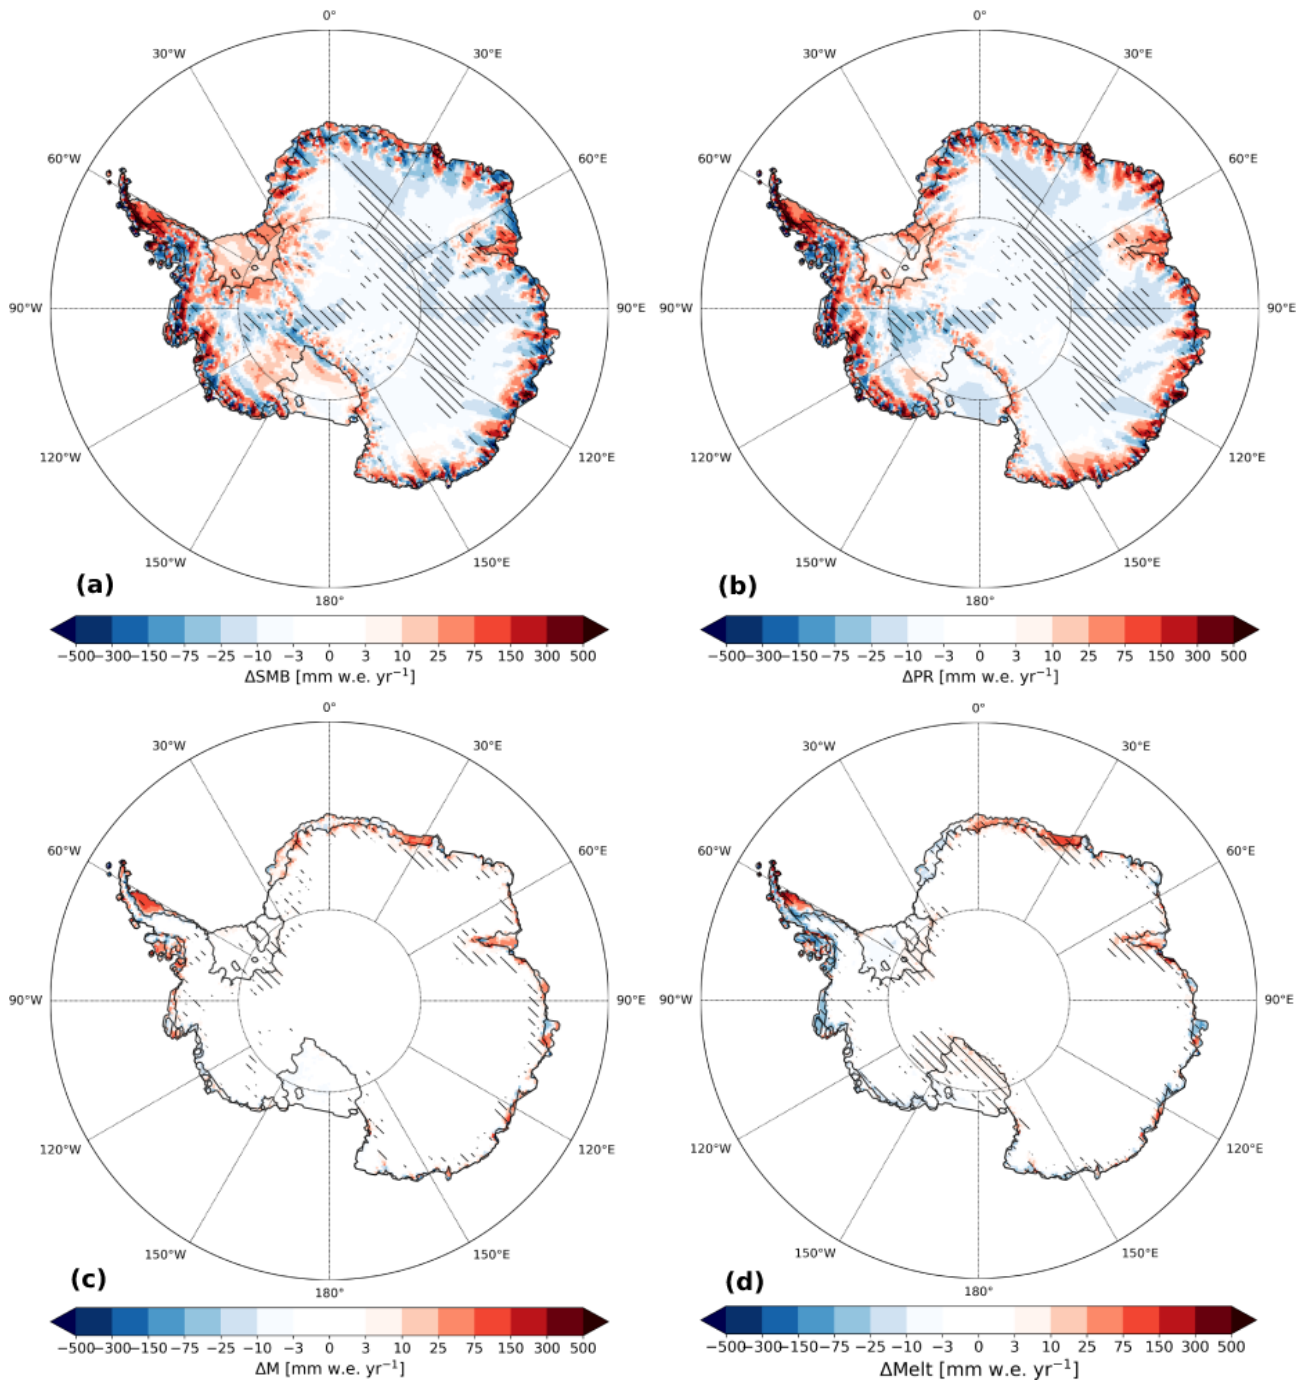 0°
0°
30°W
30°E
30°W
30°E
60°W
60°E
60°W
60°E
90°W
90°E
90°W
90°E
120°W
120°E
120°W
120°E
150°W
150°E
150°W
150°E
(a)
180°
(b)
180°
−500−300−150 −75 −25 −10 −3 0 3 10 25 75 150 300 500
ΔSMB [mm w.e. yr⁻¹]
−500−300−150 −75 −25 −10 −3 0 3 10 25 75 150 300 500
ΔPR [mm w.e. yr⁻¹]
0°
0°
30°W
30°E
30°W
30°E
60°W
60°E
60°W
60°E
90°W
90°E
90°W
90°E
120°W
120°E
120°W
120°E
150°W
150°E
150°W
150°E
(c)
180°
(d)
180°
−500−300−150 −75 −25 −10 −3 0 3 10 25 75 150 300 500
ΔM [mm w.e. yr⁻¹]
−500−300−150 −75 −25 −10 −3 0 3 10 25 75 150 300 500
ΔMelt [mm w.e. yr⁻¹]